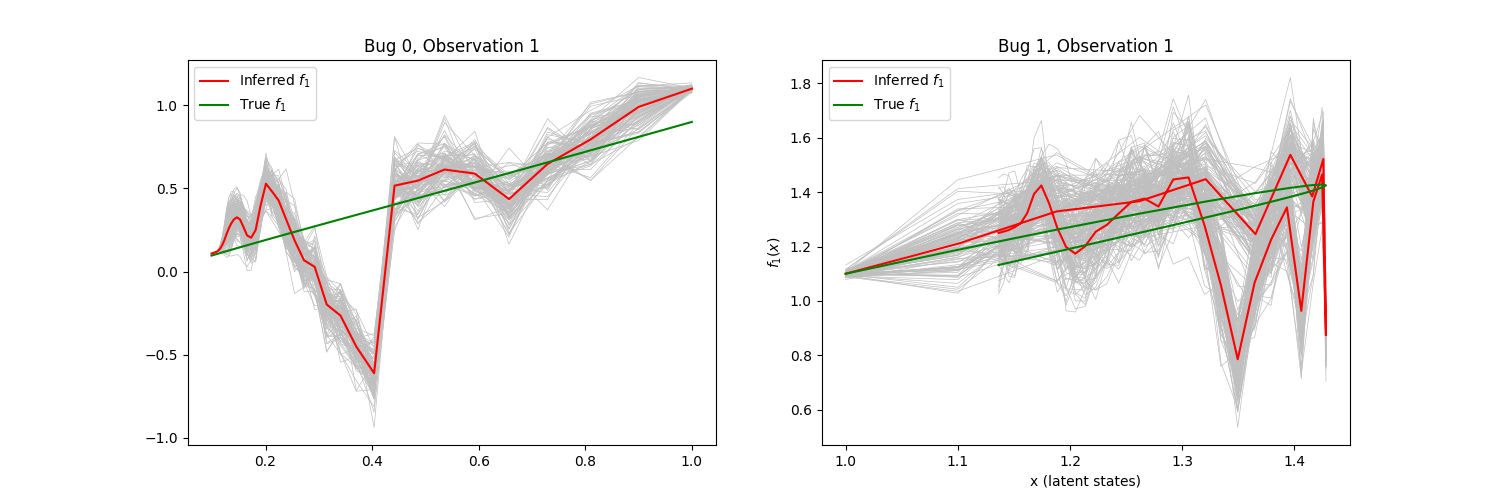 Bug 0, Observation 1
Inferred f₁
True f₁
1.0
0.5
0.0
−0.5
−1.0
0.2 0.4 0.6 0.8 1.0
Bug 1, Observation 1
Inferred f₁
True f₁
f₁(x)
1.8
1.6
1.4
1.2
1.0
0.8
0.6
1.0 1.1 1.2 1.3 1.4
x (latent states)